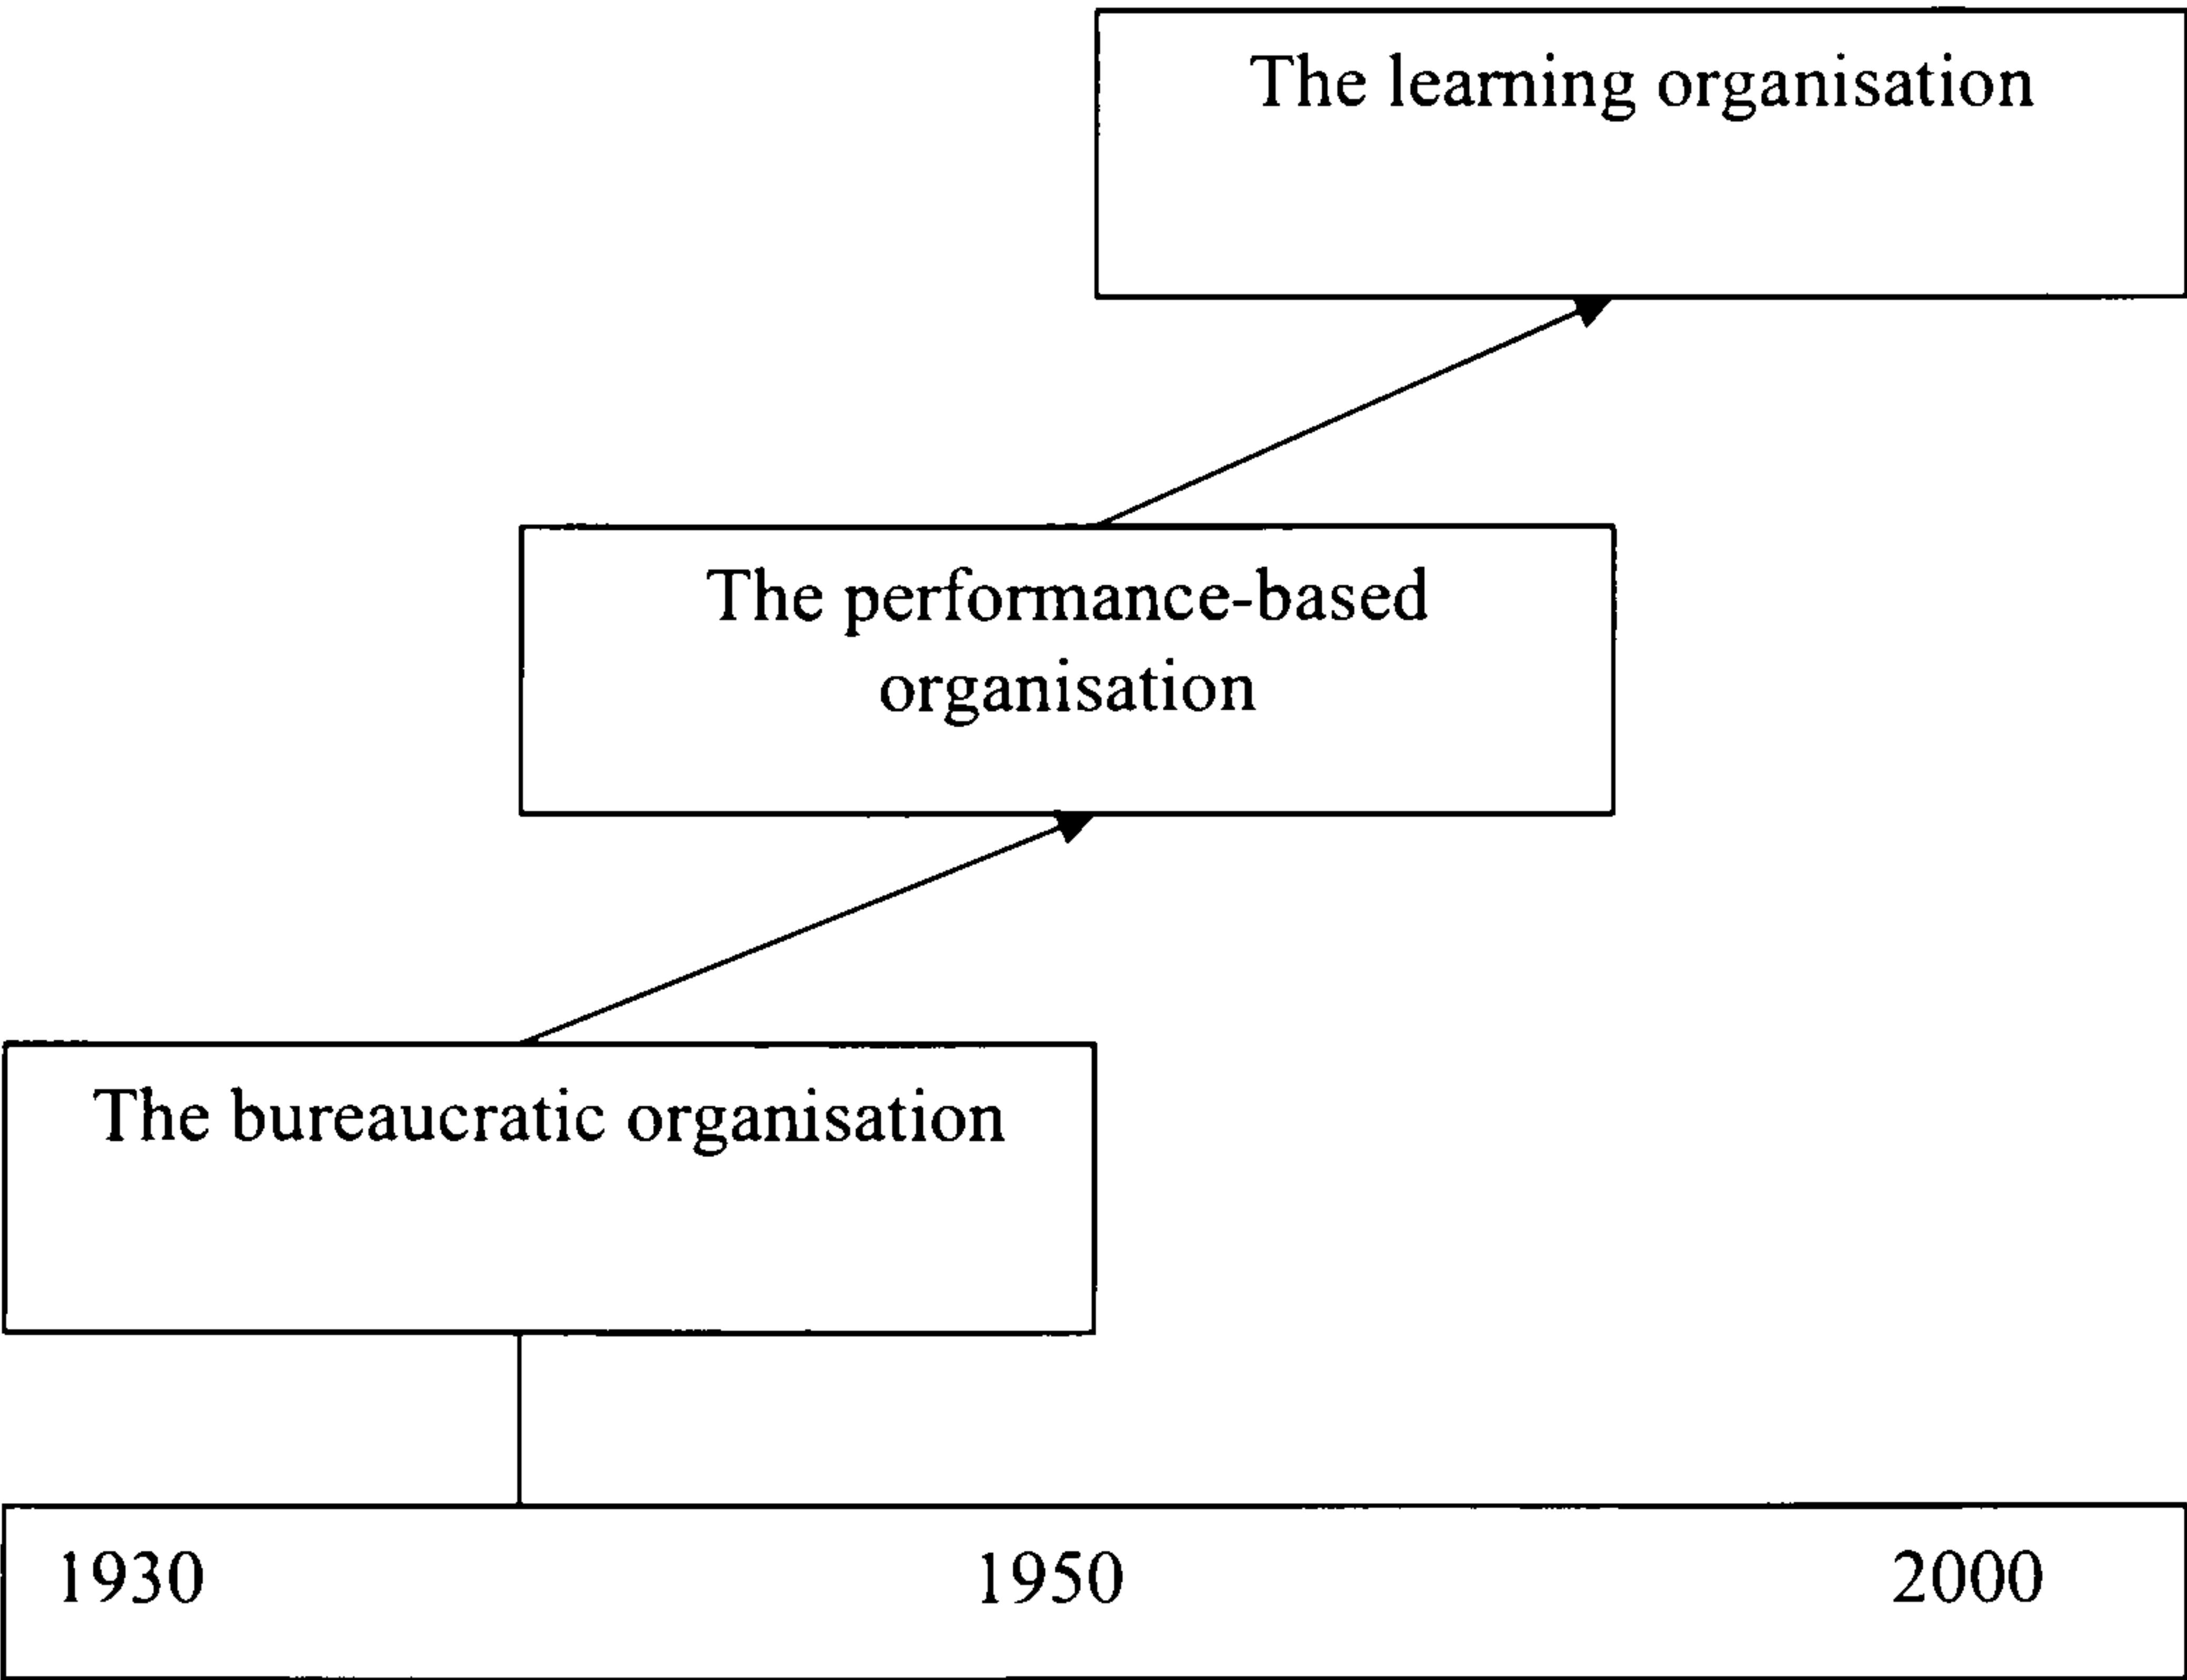 The learning organisation
The performance-based
organisation
The bureaucratic organisation
1930 1950 2000